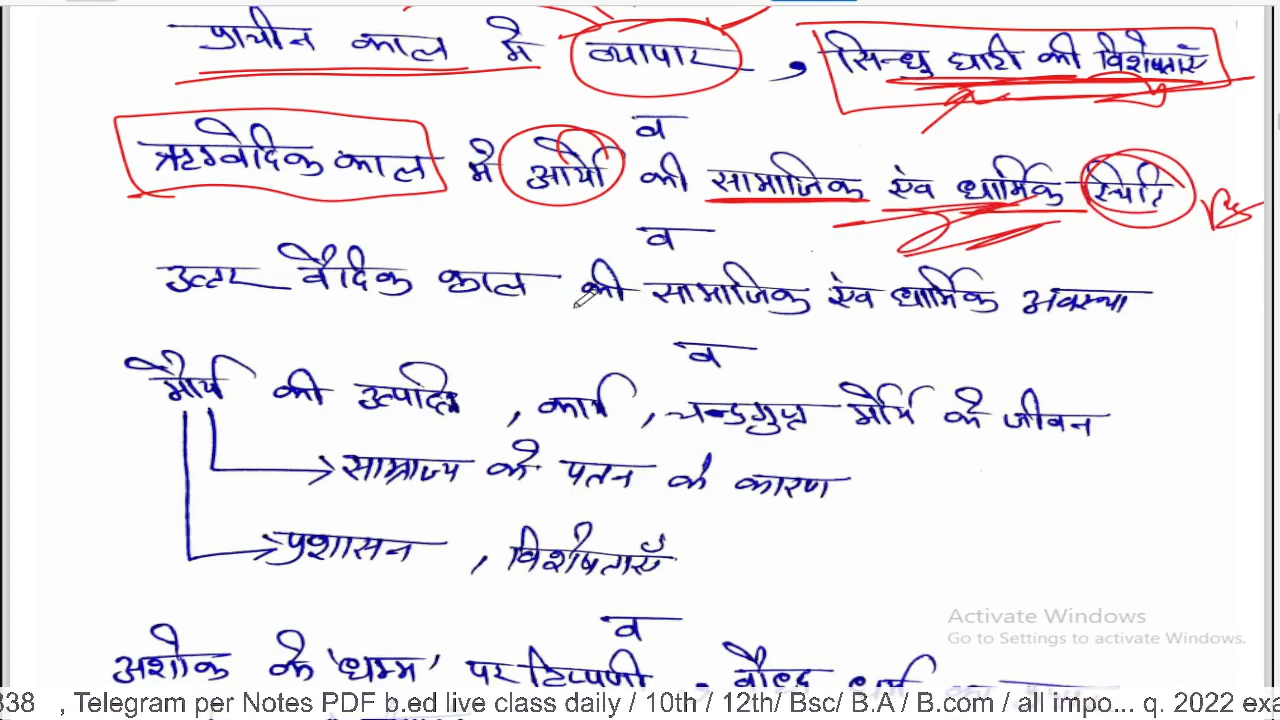 प्राचीन काल में व्यापार , सिन्धु घाटी की विशेषताएँ
व
ऋग्वेदिक काल में आर्यो की सामाजिक एंव धार्मिक स्थिति
व
उत्तर वैदिक काल की सामाजिक एंव धार्मिक अवस्था
व
मौर्य की उत्पत्ति , कार्य , चन्द्रगुप्त मौर्य के जीवन
साम्राज्य के पतन के कारण
प्रशासन , विशेषताएँ
व
अशोक के 'धम्म' पर टिप्पणी , बौद्ध धर्म का
Activate Windows
Go to Settings to activate Windows.
338 , Telegram per Notes PDF b.ed live class daily / 10th / 12th/ Bsc/ B.A / B.com / all impo... q. 2022 exa